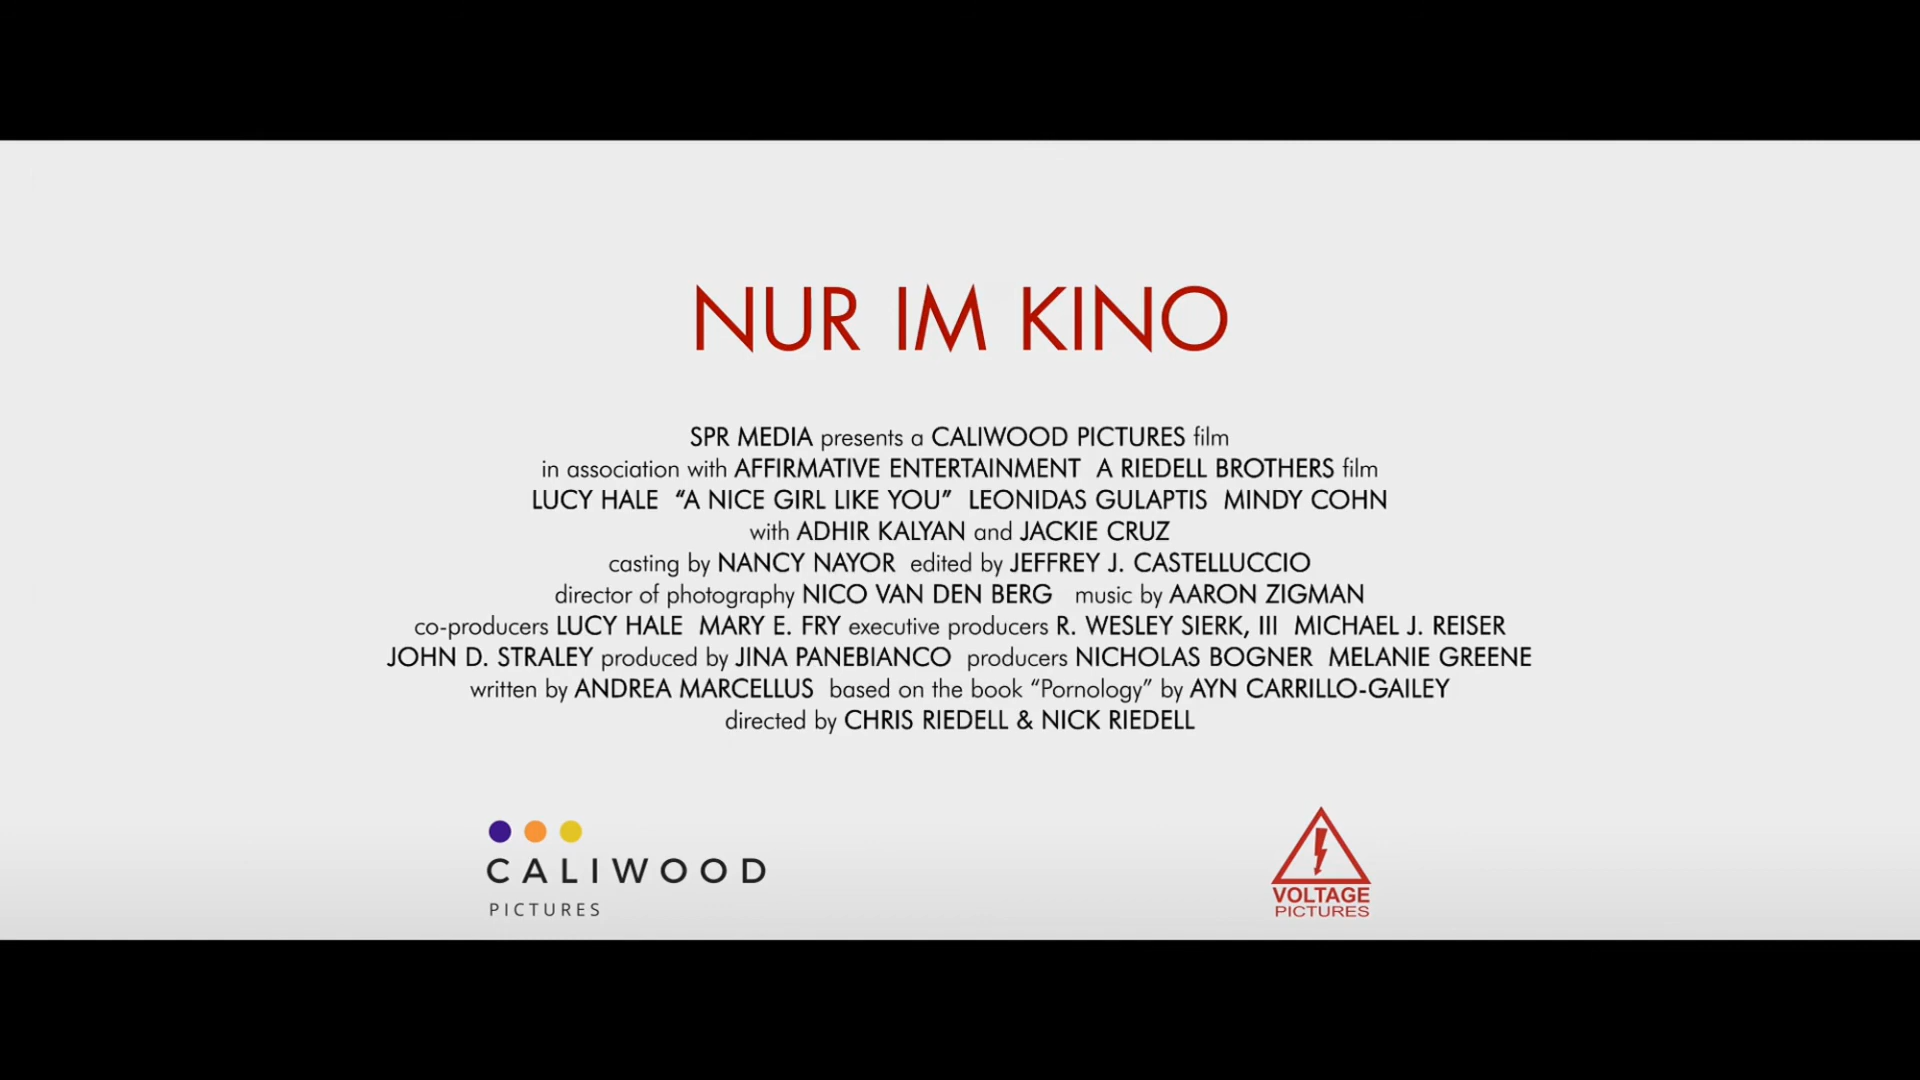 NUR IM KINO
SPR MEDIA presents a CALIWOOD PICTURES film
in association with AFFIRMATIVE ENTERTAINMENT A RIEDELL BROTHERS film
LUCY HALE “A NICE GIRL LIKE YOU” LEONIDAS GULAPTIS MINDY COHN
with ADHIR KALYAN and JACKIE CRUZ
casting by NANCY NAYOR edited by JEFFREY J. CASTELLUCCIO
director of photography NICO VAN DEN BERG music by AARON ZIGMAN
co-producers LUCY HALE MARY E. FRY executive producers R. WESLEY SIERK, III MICHAEL J. REISER
JOHN D. STRALEY produced by JINA PANEBIANCO producers NICHOLAS BOGNER MELANIE GREENE
written by ANDREA MARCELLUS based on the book “Pornology” by AYN CARRILLO-GAILEY
directed by CHRIS RIEDELL & NICK RIEDELL
CALIWOOD
PICTURES
VOLTAGE
PICTURES